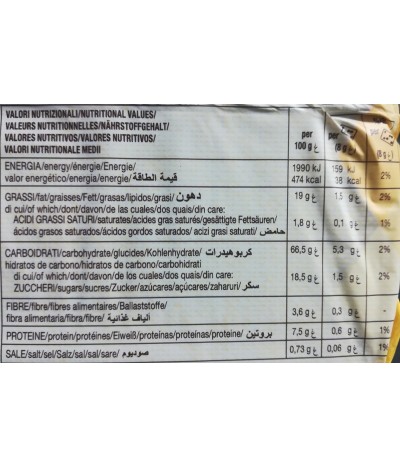 VALORI NUTRIZIONALI/NUTRITIONAL VALUES/
VALEURS NUTRITIONNELLES/NÄHRSTOFFGEHALT/
VALORES NUTRITIVOS/VALORES NUTRITIVOS/
VALORI NUTRITIONALE MEDII
per 100 g غ per (8 g غ) per (8 g غ)
ENERGIA/energy/énergie/Energie/ 1990 kJ 159 kJ
valor energético/energia/energie/ قيمة الطاقة 474 kcal 38 kcal 2%
GRASSI/fat/graisses/Fett/grasas/lípidos/grasi/ دهون 19 g غ 1,5 g غ 2%
di cui/of which/dont/davon/de las cuales/dos quais/din care:
ACIDI GRASSI SATURI/saturates/acides gras saturés/gesättigte Fettsäuren/
ácidos grasos saturados/ácidos gordos saturados/ acizi grasi saturati/ حامض 1,8 g غ 0,1 g غ 1%
CARBOIDRATI/carbohydrate/glucides/Kohlenhydrate/ كربوهيدرات 66,5 g غ 5,3 g غ 2%
hidratos de carbono/hidratos de carbono/carbohidrati
di cui/of which/dont/davon/de las cuales/dos quais/din care:
ZUCCHERI/sugars/sucres/Zucker/azúcares/açúcares/zaharuri/ سكر 18,5 g غ 1,5 g غ 2%
FIBRE/fibre/fibres alimentaires/Ballaststoffe/
fibra alimentaria/fibra/fibre/ ألياف غذائية 3,6 g غ 0,3 g غ -
PROTEINE/protein/protéines/Eiweiß/proteínas/proteínas/proteine/ بروتين 7,5 g غ 0,6 g غ 1%
SALE/salt/sel/Salz/sal/sal/sare/ صوديوم 0,73 g غ 0,06 g غ 1%